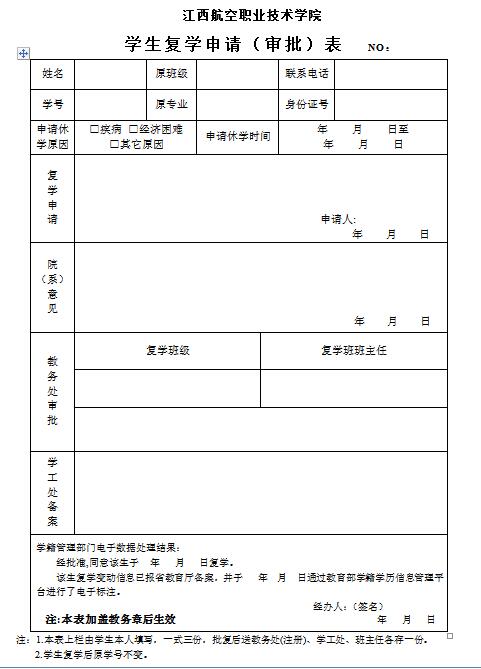 江西航空职业技术学院
学生复学申请（审批）表 NO：
姓名 原班级 联系电话
学号 原专业 身份证号
申请休学原因 □疾病 □经济困难 □其它原因 申请休学时间 年 月 日至 年 月 日
复学申请
申请人:
年 月 日
院（系）意见
年 月 日
教务处审批
复学班级 复学班班主任
学工处备案
学籍管理部门电子数据处理结果：
经批准,同意该生于 年 月 日复学。
该生复学变动信息已报省教育厅备案，并于 年 月 日通过教育部学籍学历信息管理平
台进行了电子标注。
经办人：（签名）
注:本表加盖教务章后生效 年 月 日
注：1.本表上栏由学生本人填写，一式三份，批复后送教务处(注册)、学工处、班主任各存一份。
2.学生复学后原学号不变。